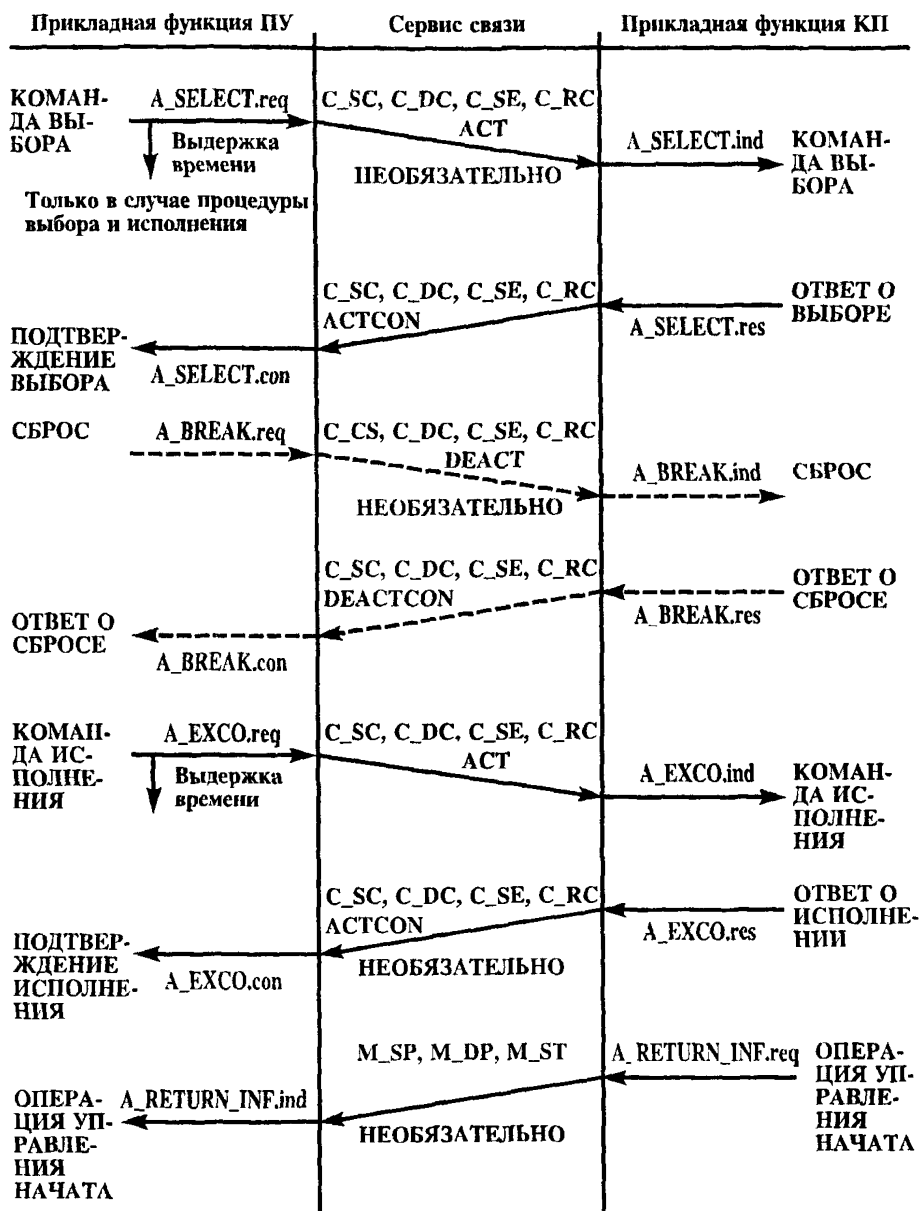 Прикладная функция ПУ
Сервис связи
Прикладная функция КП
КОМАН-
ДА ВЫ-
БОРА
A_SELECT.req
Выдержка
времени
Только в случае процедуры
выбора и исполнения
C_SC, C_DC, C_SE, C_RC
ACT
НЕОБЯЗАТЕЛЬНО
A_SELECT.ind
КОМАН-
ДА ВЫ-
БОРА
C_SC, C_DC, C_SE, C_RC
ACTCON
A_SELECT.res
ОТВЕТ О
ВЫБОРЕ
ПОДТВЕР-
ЖДЕНИЕ
ВЫБОРА
A_SELECT.con
СБРОС
A_BREAK.req
C_CS, C_DC, C_SE, C_RC
DEACT
НЕОБЯЗАТЕЛЬНО
A_BREAK.ind
СБРОС
C_SC, C_DC, C_SE, C_RC
DEACTCON
A_BREAK.res
ОТВЕТ О
СБРОСЕ
ОТВЕТ О
СБРОСЕ
A_BREAK.con
КОМАН-
ДА ИС-
ПОЛНЕ-
НИЯ
A_EXCO.req
Выдержка
времени
C_SC, C_DC, C_SE, C_RC
ACT
A_EXCO.ind
КОМАН-
ДА ИС-
ПОЛНЕ-
НИЯ
C_SC, C_DC, C_SE, C_RC
ACTCON
НЕОБЯЗАТЕЛЬНО
A_EXCO.res
ОТВЕТ О
ИСПОЛНЕ-
НИИ
ПОДТВЕР-
ЖДЕНИЕ
ИСПОЛНЕ-
НИЯ
A_EXCO.con
M_SP, M_DP, M_ST
НЕОБЯЗАТЕЛЬНО
A_RETURN_INF.req
ОПЕРА-
ЦИЯ УП-
РАВЛЕ-
НИЯ
НАЧАТА
ОПЕРА-
ЦИЯ УП-
РАВЛЕ-
НИЯ
НАЧАТА
A_RETURN_INF.ind